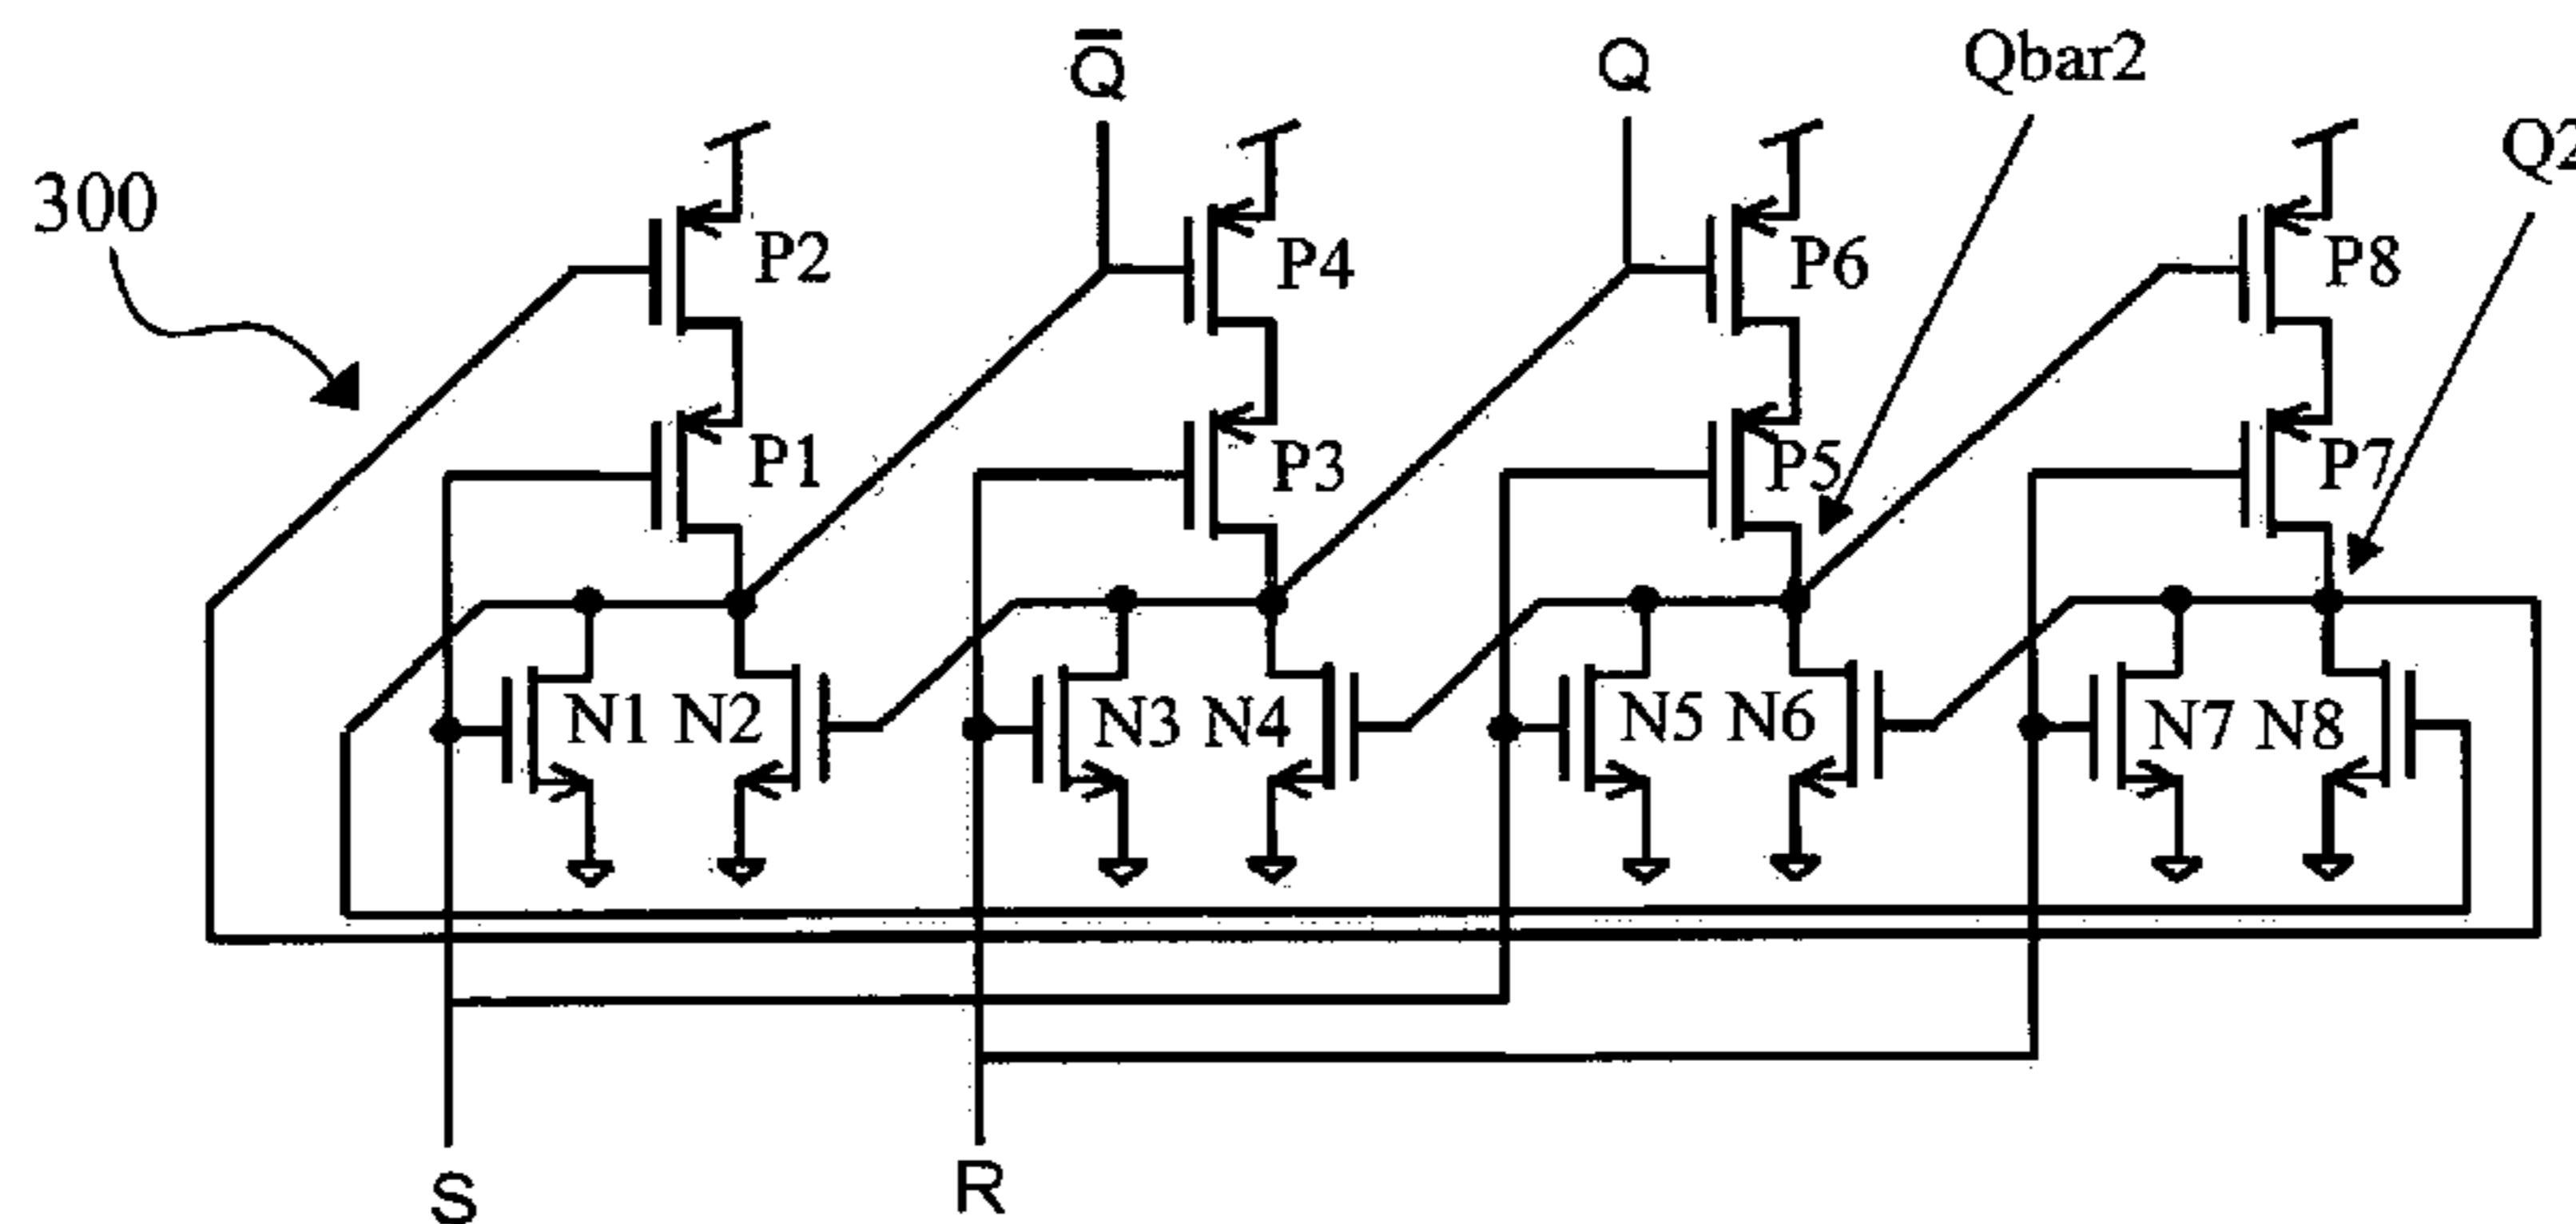 Q̅ Q Qbar2
300 Q2
P2 P4 P6 P8
P1 P3 P5 P7
N1 N2 N3 N4 N5 N6 N7 N8
S R